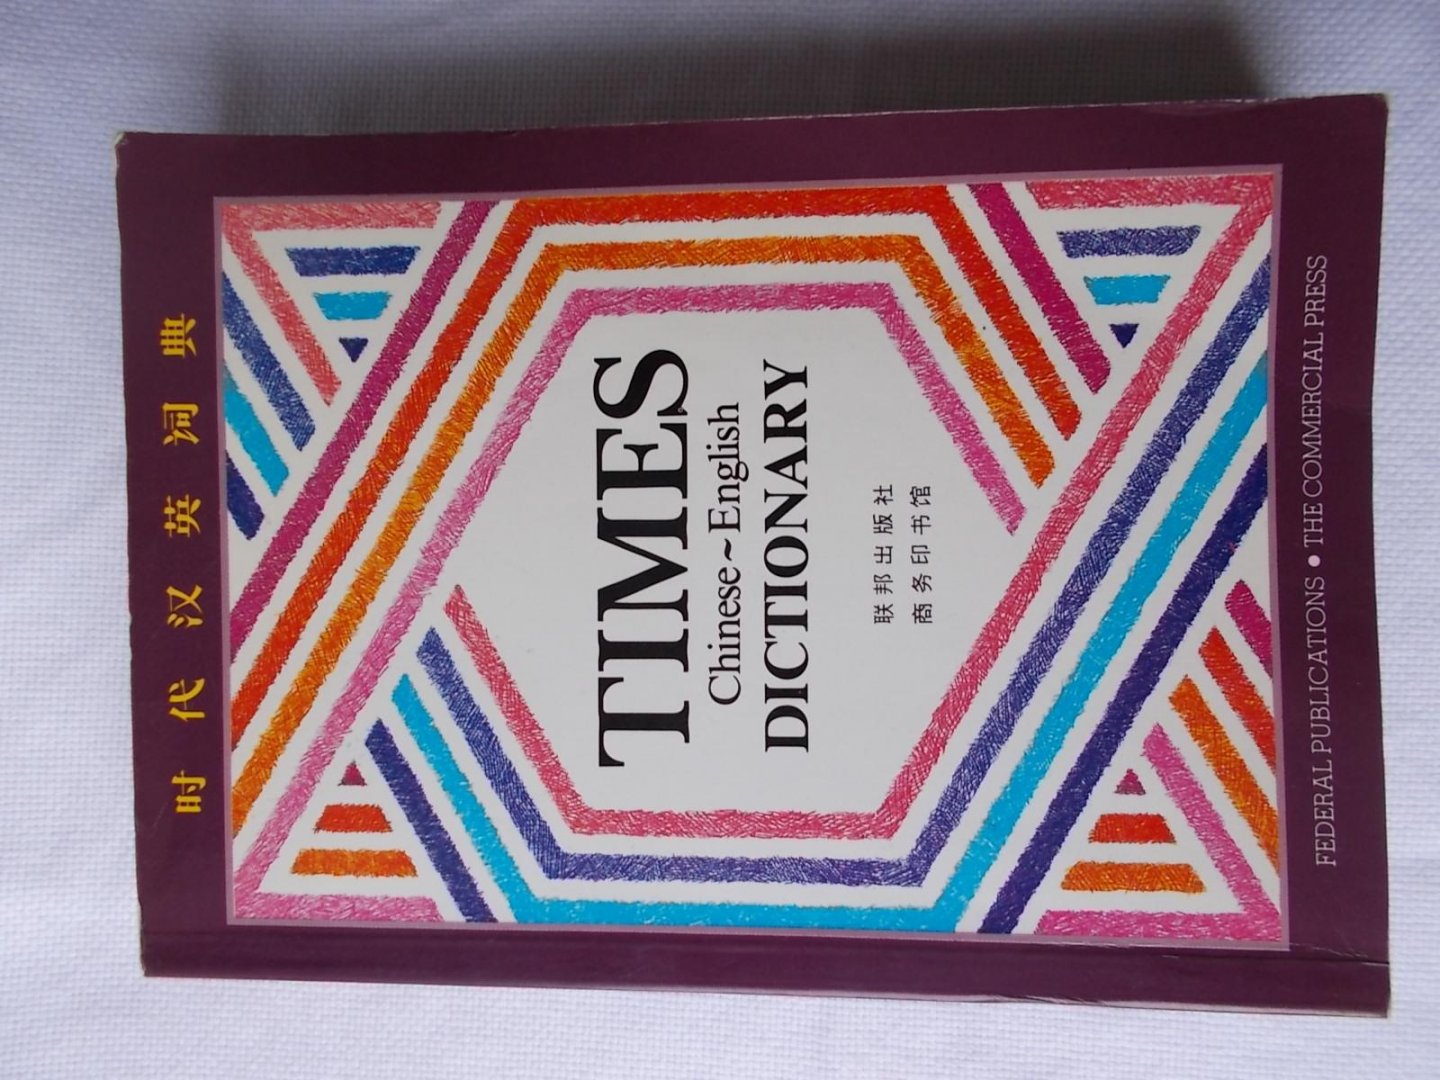 时代汉英词典
TIMES
Chinese~English
DICTIONARY
联邦出版社
商务印书馆
FEDERAL PUBLICATIONS • THE COMMERCIAL PRESS